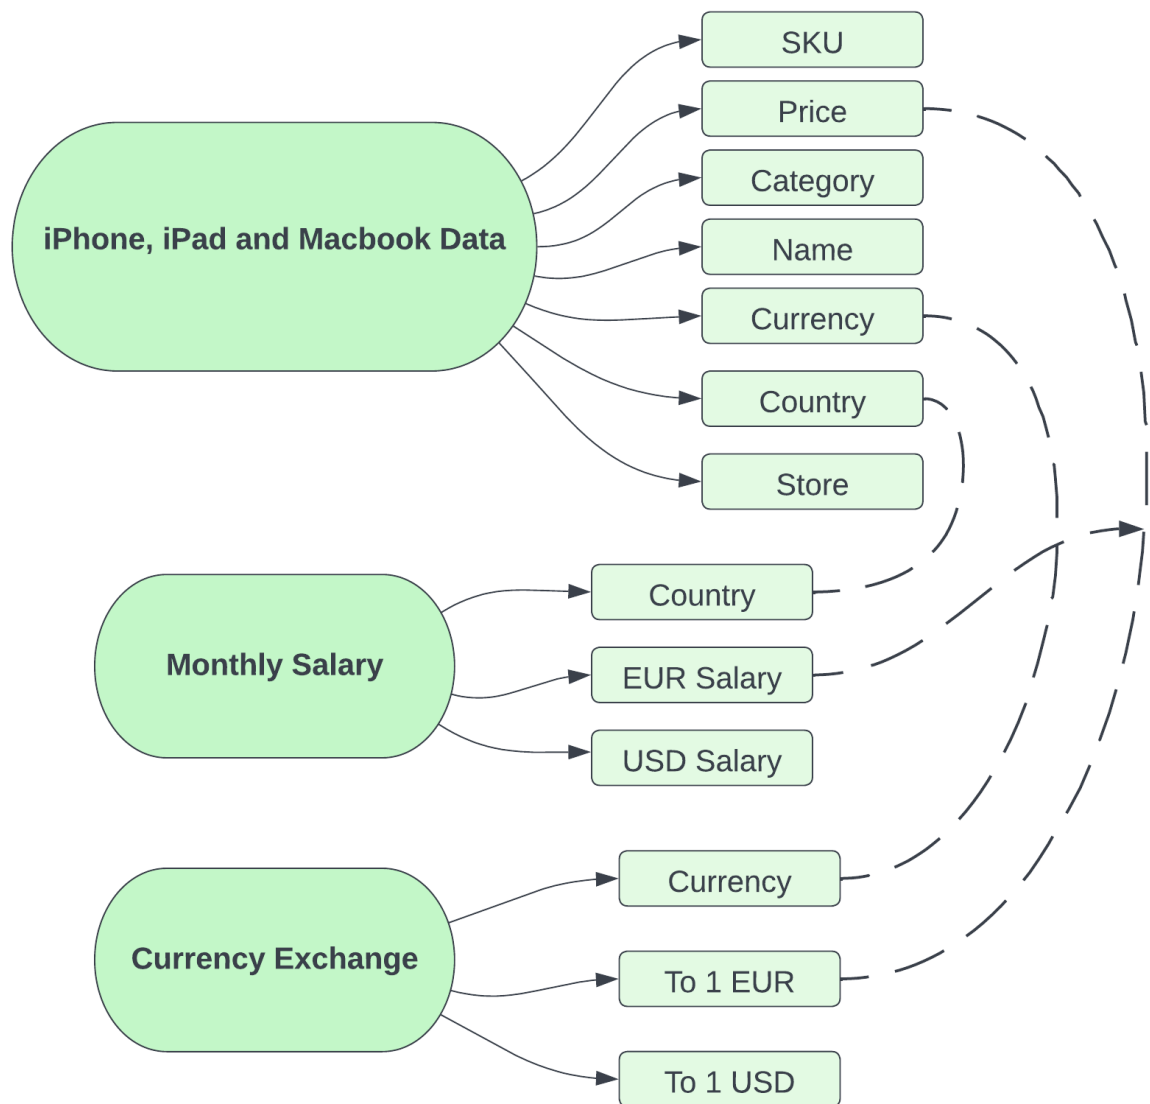 iPhone, iPad and Macbook Data
SKU
Price
Category
Name
Currency
Country
Store
Monthly Salary
Country
EUR Salary
USD Salary
Currency Exchange
Currency
To 1 EUR
To 1 USD